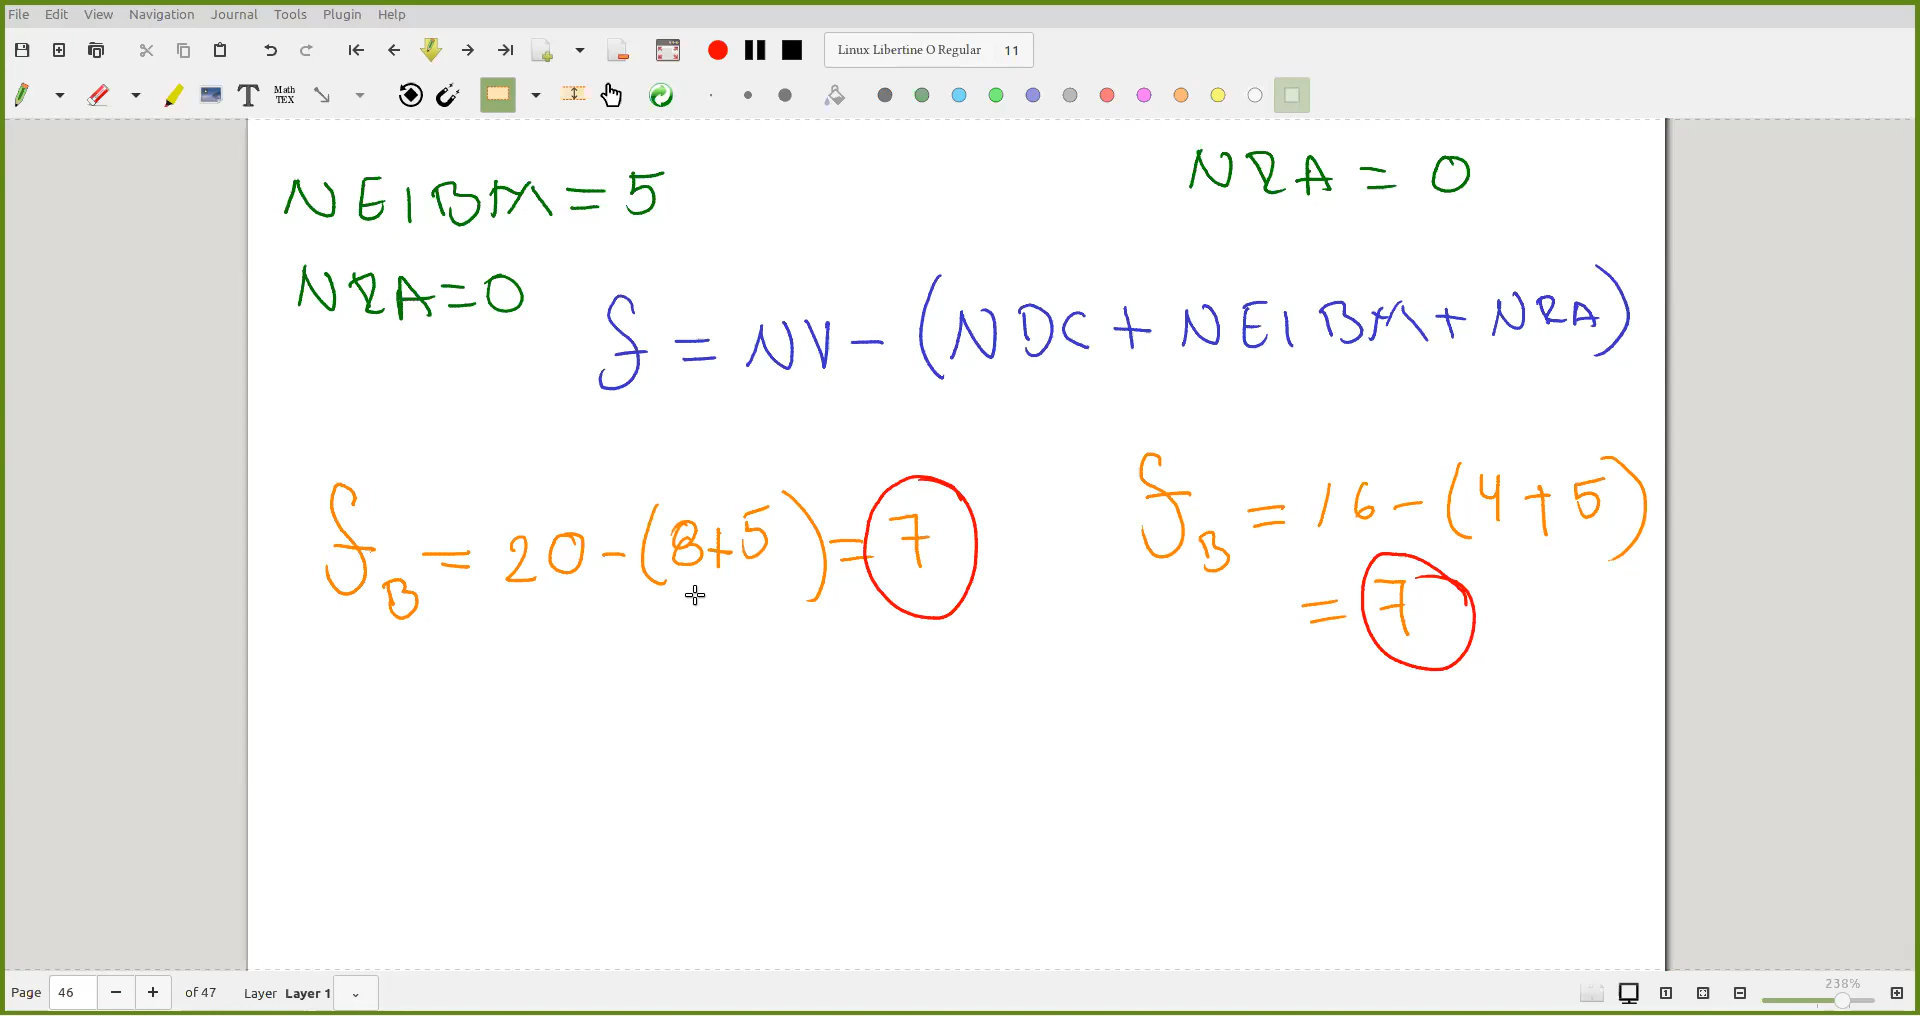 File Edit View Navigation Journal Tools Plugin Help
Linux Libertine O Regular 11
Math
TEX
NEIBM = 5
NRA = 0
NRA = 0
f = NV - (NDC + NEIBM + NRA)
f_B = 20 - (8+5) = 7
f_B = 16 - (4+5)
= 7
Page 46 of 47 Layer Layer 1
238%